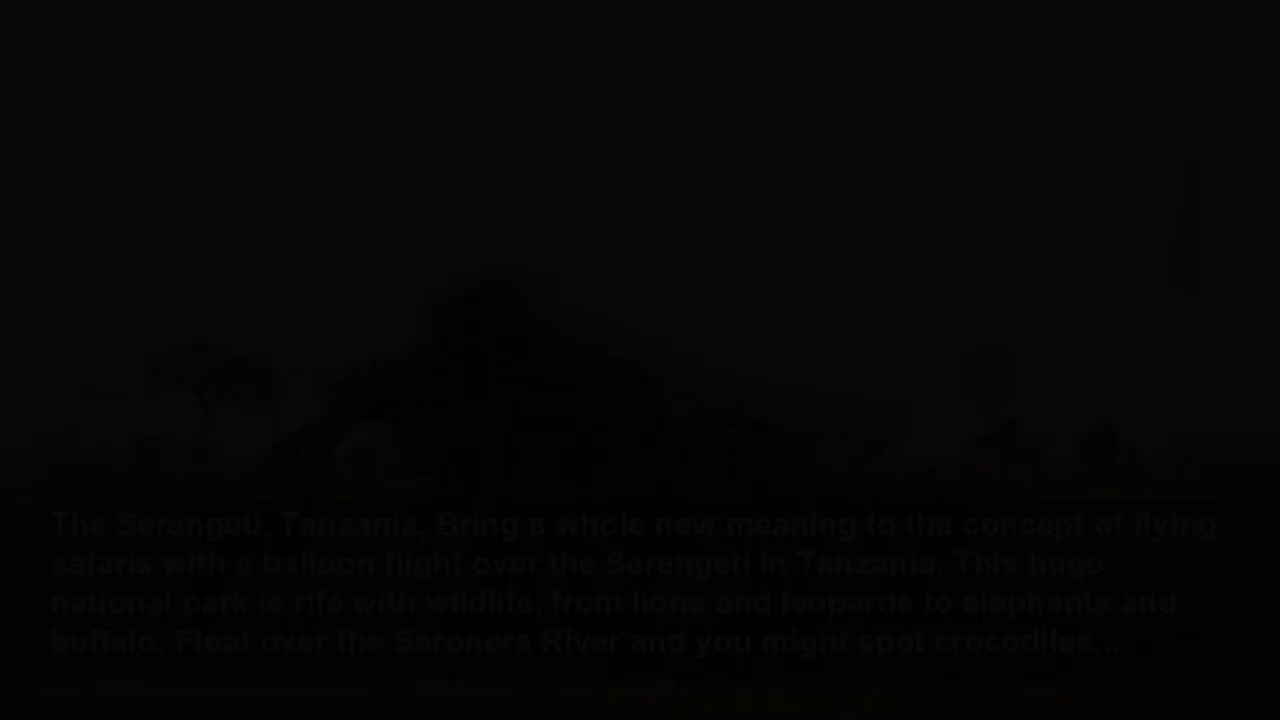 The Serengeti, Tanzania, Bring a whole new meaning to the concept of flying
safaris with a balloon flight over the Serengeti in Tanzania. This huge
national park is rife with wildlife, from lions and leopards to elephants and
buffalo. Float over the Seronera River and you might spot crocodiles...